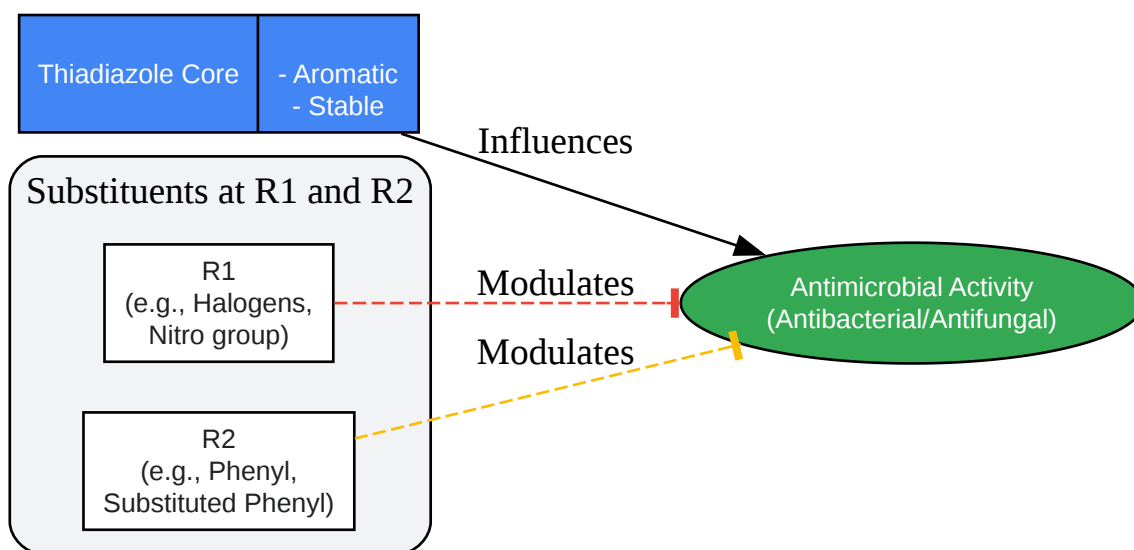 Thiadiazole Core
- Aromatic
- Stable
Influences
Substituents at R1 and R2
R1
(e.g., Halogens,
Nitro group)
Modulates
Antimicrobial Activity
(Antibacterial/Antifungal)
Modulates
R2
(e.g., Phenyl,
Substituted Phenyl)